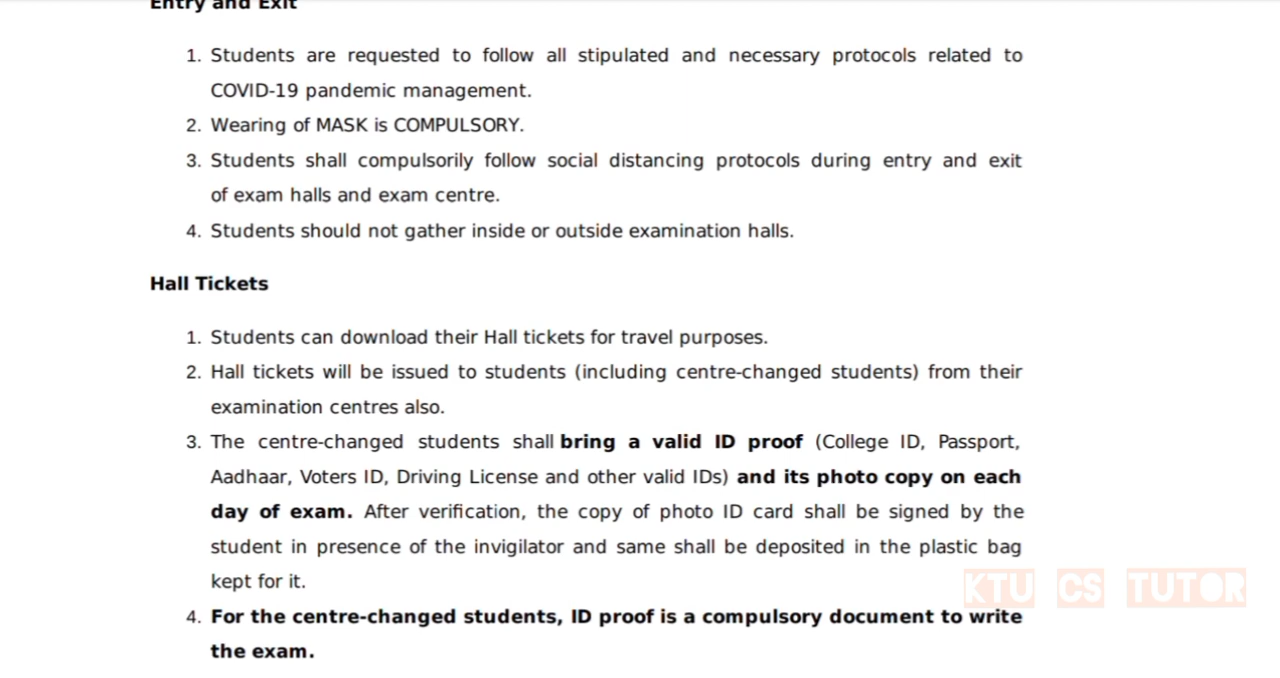 Entry and Exit
1. Students are requested to follow all stipulated and necessary protocols related to
COVID-19 pandemic management.
2. Wearing of MASK is COMPULSORY.
3. Students shall compulsorily follow social distancing protocols during entry and exit
of exam halls and exam centre.
4. Students should not gather inside or outside examination halls.
Hall Tickets
1. Students can download their Hall tickets for travel purposes.
2. Hall tickets will be issued to students (including centre-changed students) from their
examination centres also.
3. The centre-changed students shall bring a valid ID proof (College ID, Passport,
Aadhaar, Voters ID, Driving License and other valid IDs) and its photo copy on each
day of exam. After verification, the copy of photo ID card shall be signed by the
student in presence of the invigilator and same shall be deposited in the plastic bag
kept for it.
KTU CS TUTOR
4. For the centre-changed students, ID proof is a compulsory document to write
the exam.